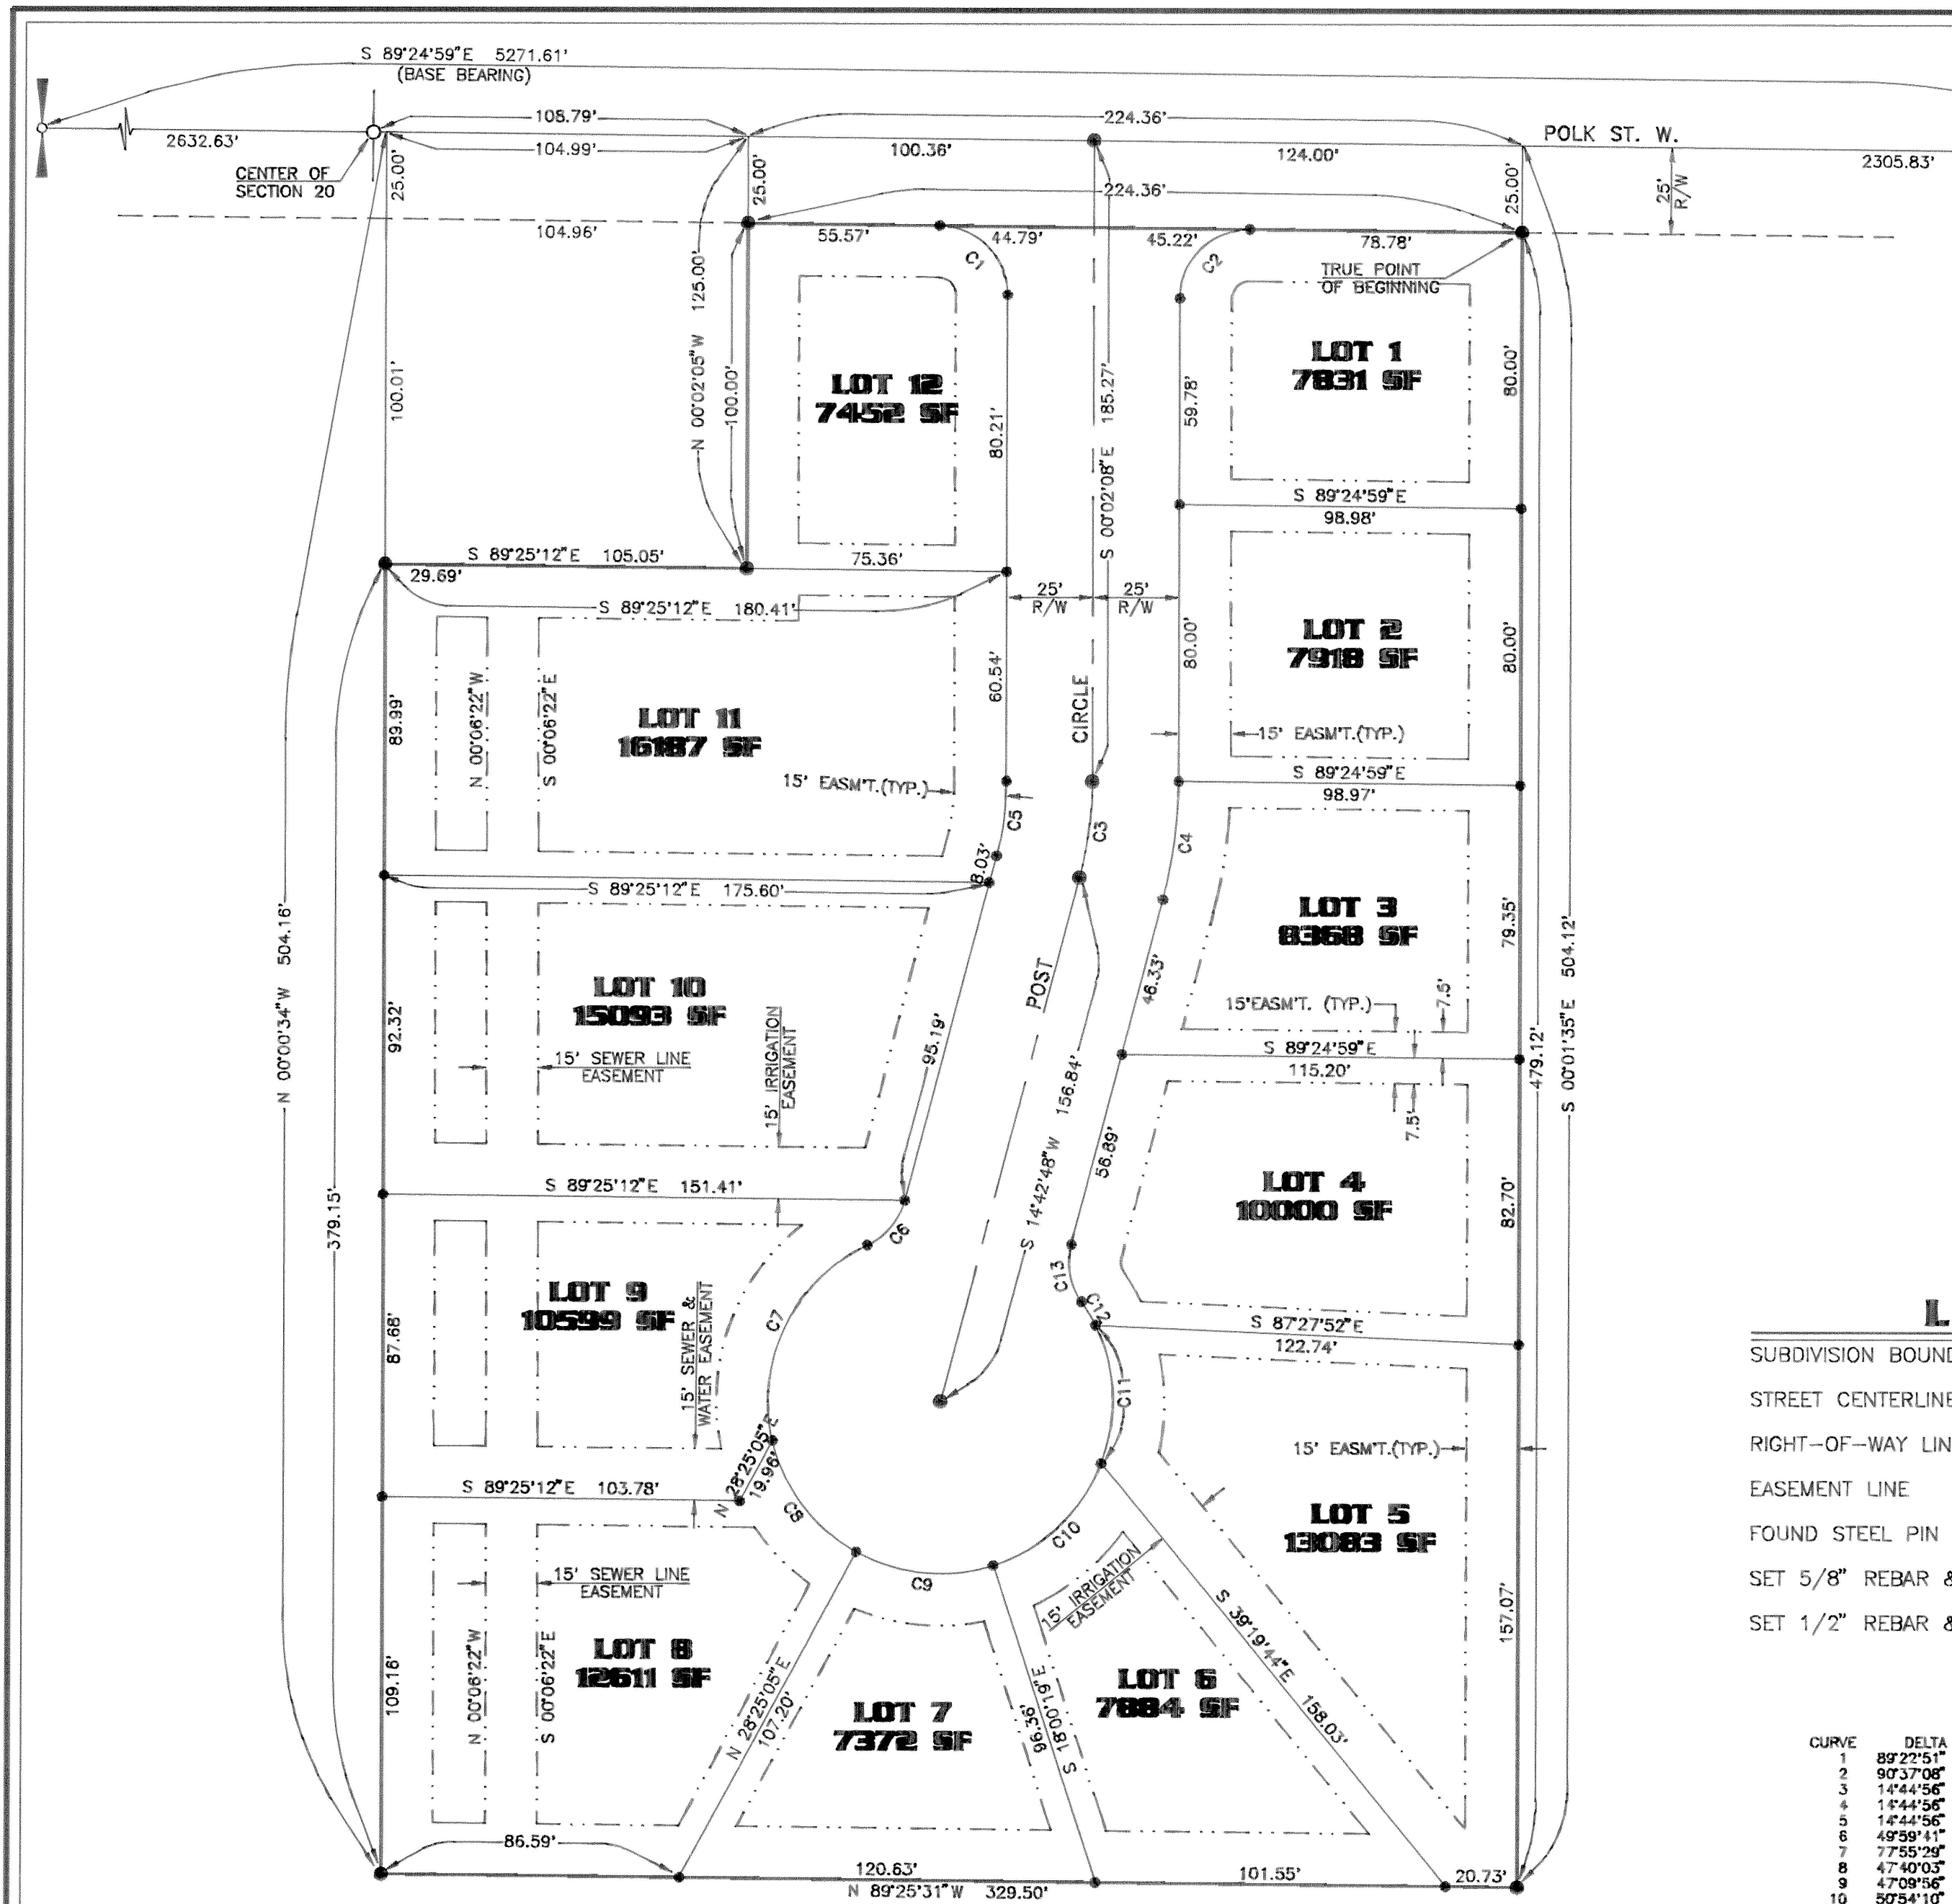 S 89°24'59"E 5271.61'
(BASE BEARING)
108.79'
224.36'
POLK ST. W.
2632.63'
104.99'
100.36'
124.00'
2305.83'
CENTER OF
SECTION 20
25.00'
25.00'
224.36'
25.00'
25'
R/W
104.96'
55.57'
44.79'
45.22'
78.78'
C1
C2
TRUE POINT
OF BEGINNING
N 00°02'05"W 125.00'
100.00'
100.01'
LOT 12
7452 SF
80.21'
S 00°02'08"E 185.27'
59.78'
LOT 1
7831 SF
80.00'
S 89°24'59"E
98.98'
S 89°25'12"E 105.05'
75.36'
29.69'
S 89°25'12"E 180.41'
25'
R/W
25'
R/W
LOT 2
7918 SF
80.00'
80.00'
89.99'
N 00°06'22"W
S 00°06'22"E
LOT 11
16187 SF
60.54'
CIRCLE
15' EASM'T.(TYP.)
15' EASM'T.(TYP.)
S 89°24'59"E
98.97'
C5
C3
C4
8.03'
S 89°25'12"E 175.60'
LOT 3
8368 SF
79.35'
N 00°00'34"W 504.16'
S 00°01'35"E 504.12'
LOT 10
15093 SF
92.32'
15' SEWER LINE
EASEMENT
15' IRRIGATION
EASEMENT
95.19'
POST
S 14°42'48"W 156.84'
46.33'
15'EASM'T. (TYP.)
7.5'
S 89°24'59"E
115.20'
7.5'
479.12'
56.89'
LOT 4
10000 SF
82.70'
S 89°25'12"E 151.41'
379.15'
C6
C7
C13
C12
LOT 9
10599 SF
87.68'
15' SEWER &
WATER EASEMENT
S 87°27'52"E
122.74'
C11
L
SUBDIVISION BOUND
STREET CENTERLINE
RIGHT-OF-WAY LIN
EASEMENT LINE
FOUND STEEL PIN
SET 5/8" REBAR &
SET 1/2" REBAR &
N 28°25'05"E
19.96'
15' EASM'T.(TYP.)
S 89°25'12"E 103.78'
C8
C9
C10
LOT 5
13083 SF
157.07'
15' SEWER LINE
EASEMENT
15' IRRIGATION
EASEMENT
S 39°19'44"E 158.03'
109.16'
N 00°06'22"W
S 00°06'22"E
LOT 8
12611 SF
N 28°25'05"E
107.20'
LOT 7
7372 SF
96.36'
S 18°00'19"E
LOT 6
7884 SF
86.59'
120.63'
101.55'
20.73'
N 89°25'31"W 329.50'
CURVE DELTA
1 89°22'51"
2 90°37'08"
3 14°44'56"
4 14°44'56"
5 14°44'56"
6 49°59'41"
7 77°55'29"
8 47°40'03"
9 47°09'56"
10 50°54'10"